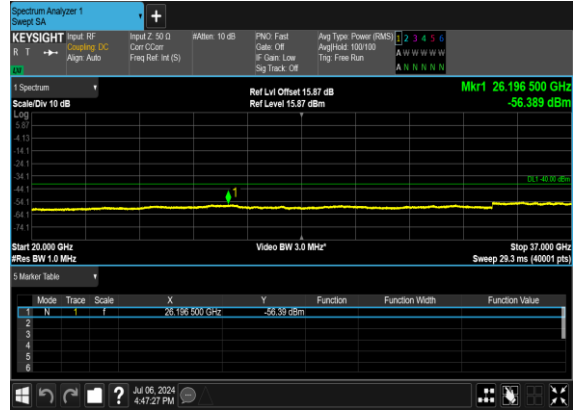 Spectrum Analyzer 1
Swept SA
+
KEYSIGHT
R T
LW
Input: RF
Coupling: DC
Align: Auto
Input Z: 50 Ω
Corr CCorr
Freq Ref: Int (S)
#Atten: 10 dB
PNO: Fast
Gate: Off
IF Gain: Low
Sig Track: Off
Avg Type: Power (RMS)
Avg|Hold: 100/100
Trig: Free Run
1 2 3 4 5 6
A W W W W W
A N N N N N
1 Spectrum
Scale/Div 10 dB
Ref Lvl Offset 15.87 dB
Ref Level 15.87 dBm
Mkr1 26.196 500 GHz
-56.389 dBm
Log
5.87
-4.13
-14.1
-24.1
-34.1
-44.1
-54.1
-64.1
-74.1
DL1 -40.00 dBm
1
Start 20.000 GHz
#Res BW 1.0 MHz
Video BW 3.0 MHz*
Stop 37.000 GHz
Sweep 29.3 ms (40001 pts)
5 Marker Table
Mode Trace Scale X Y Function Function Width Function Value
1 N 1 f 26.196 500 GHz -56.39 dBm
2
3
4
5
6
?
Jul 06, 2024
4:47:27 PM